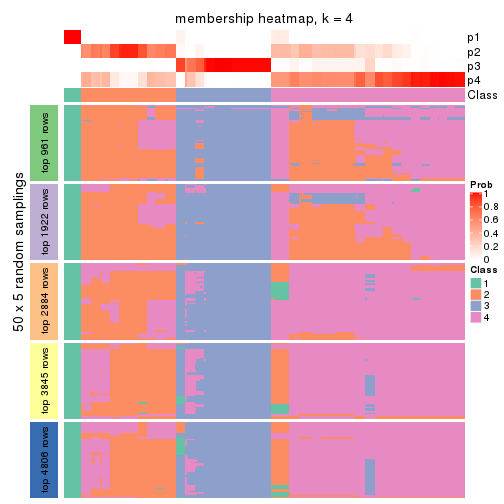 membership heatmap, k = 4
p1
p2
p3
p4
Class
50 x 5 random samplings
top 961 rows
top 1922 rows
top 2884 rows
top 3845 rows
top 4806 rows
Prob
1
0.8
0.6
0.4
0.2
0
Class
1
2
3
4